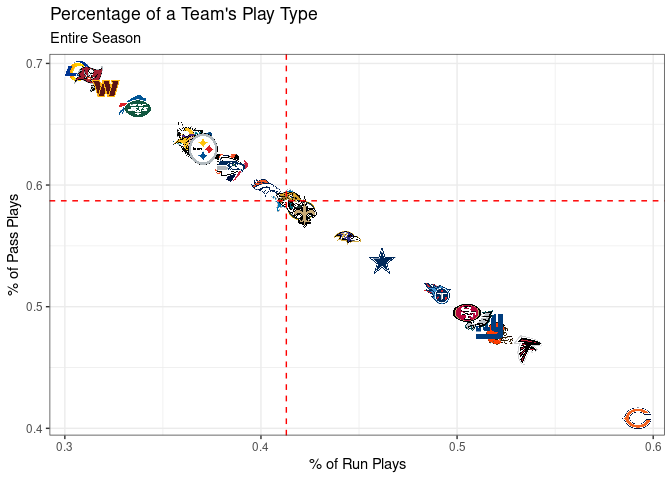 Percentage of a Team's Play Type
Entire Season
% of Pass Plays
0.7
0.6
0.5
0.4
0.3
0.4
0.5
0.6
% of Run Plays